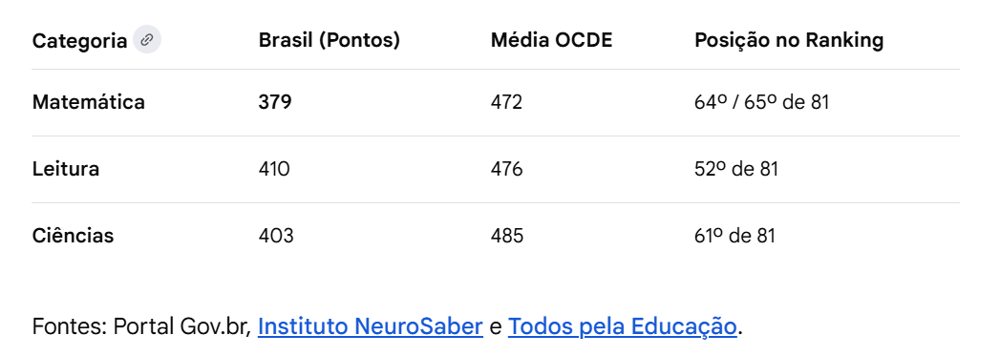 Categoria Brasil (Pontos) Média OCDE Posição no Ranking
Matemática 379 472 64º / 65º de 81
Leitura 410 476 52º de 81
Ciências 403 485 61º de 81
Fontes: Portal Gov.br, Instituto NeuroSaber e Todos pela Educação.